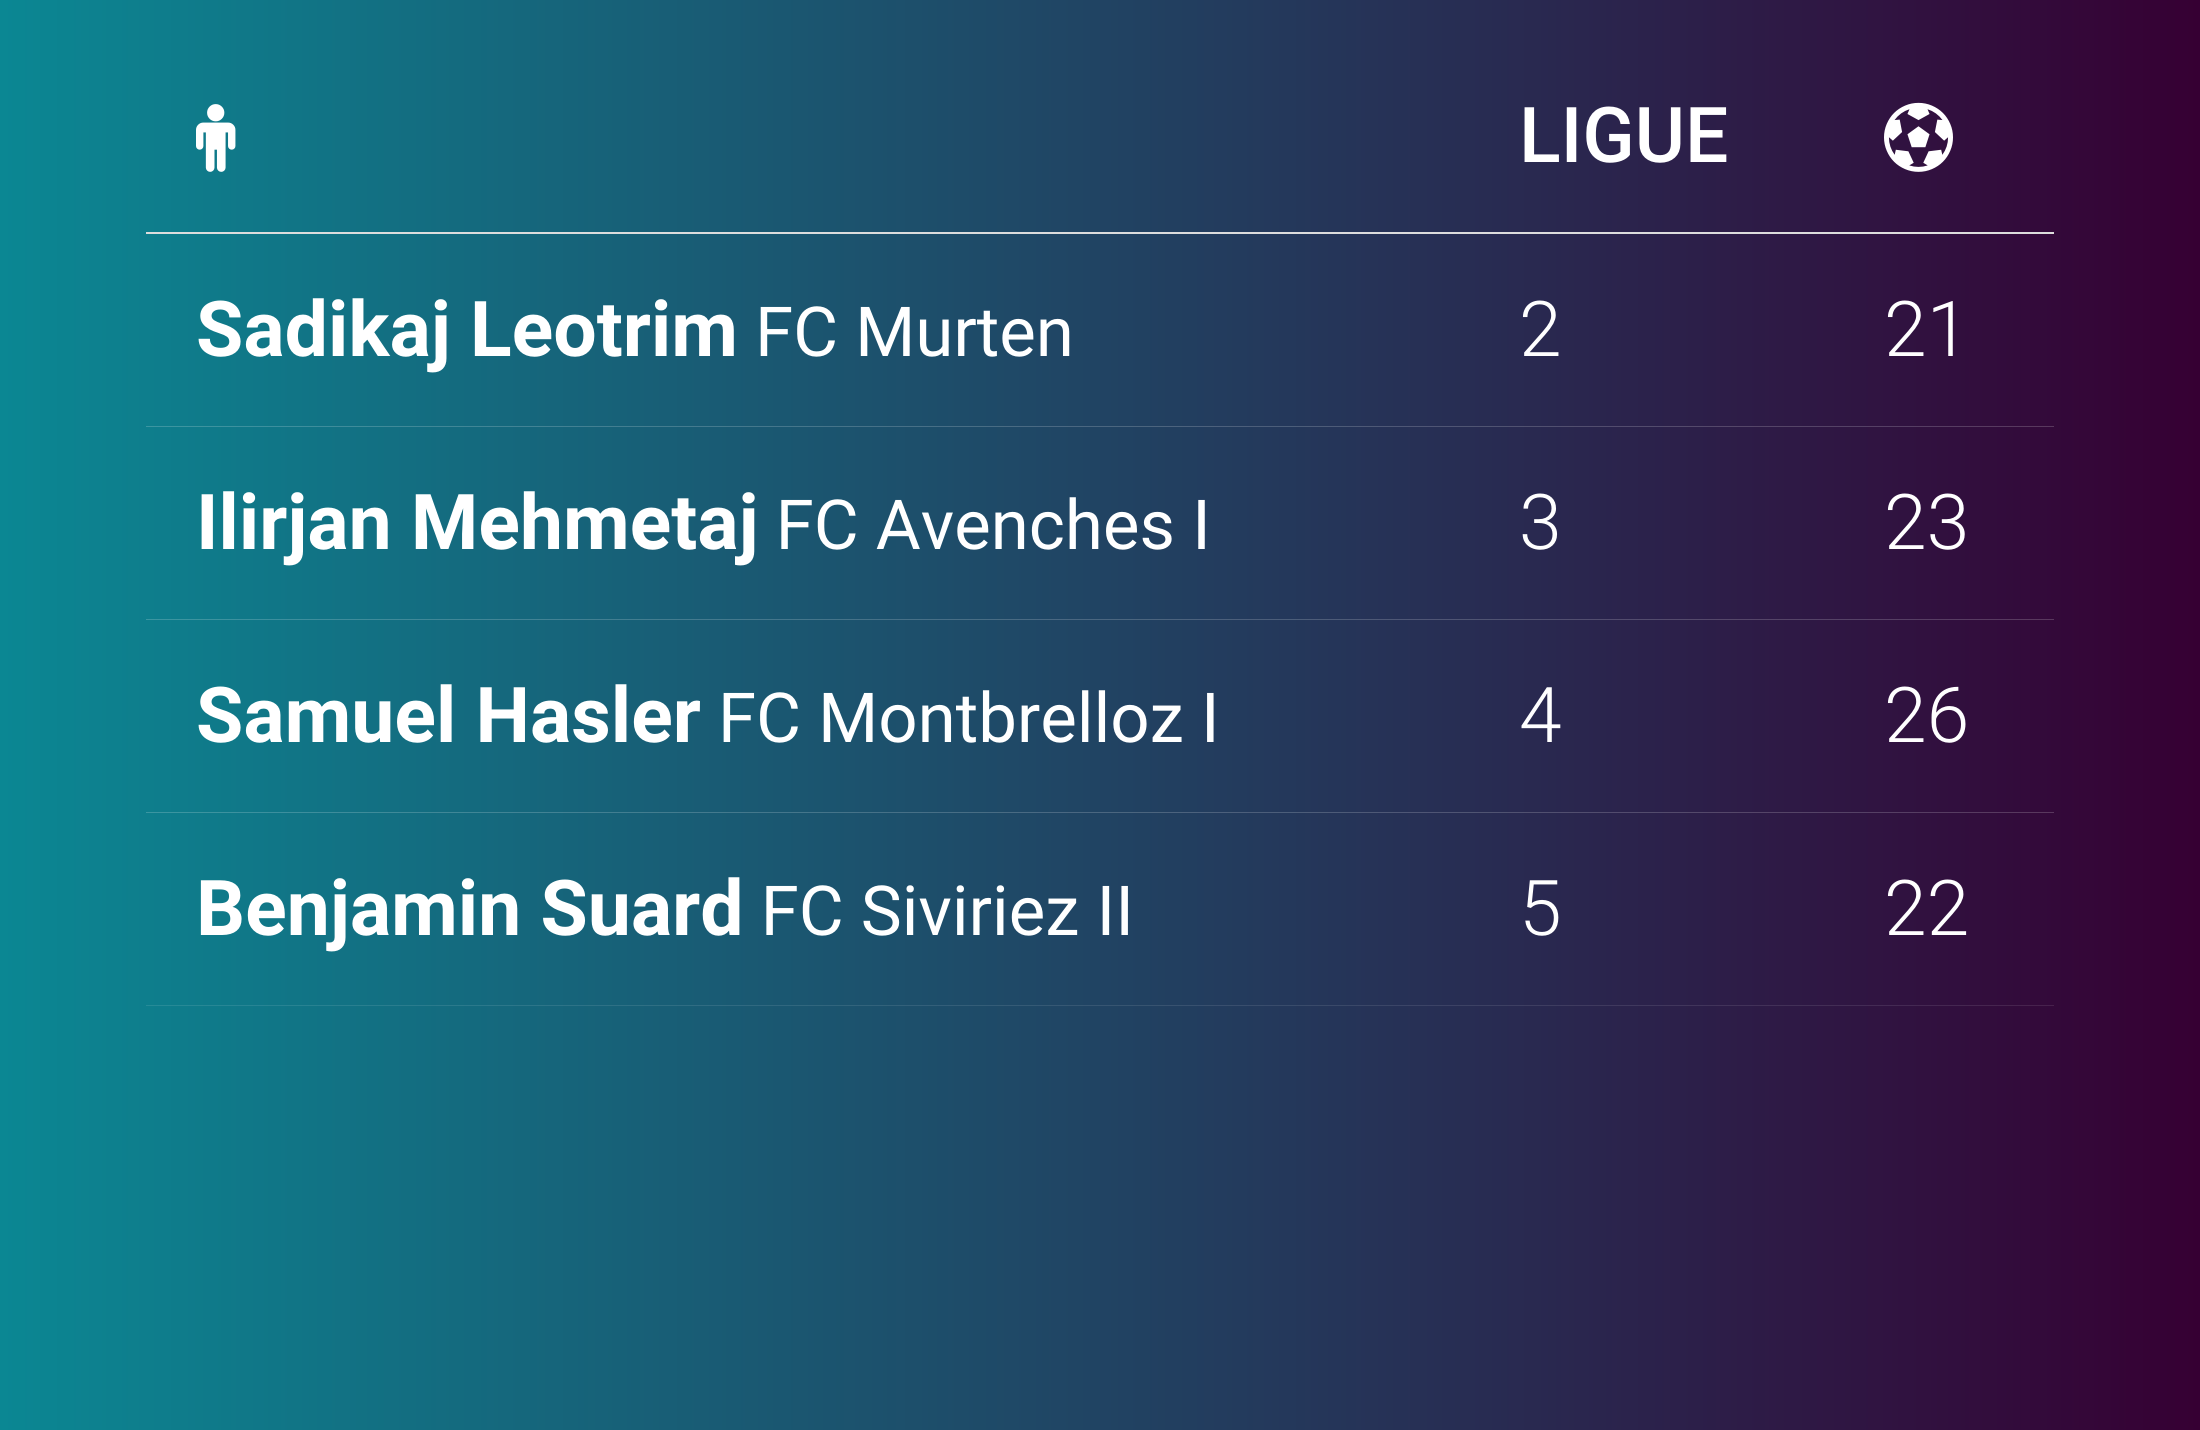 LIGUE
Sadikaj Leotrim FC Murten 2 21
Ilirjan Mehmetaj FC Avenches I 3 23
Samuel Hasler FC Montbrelloz I 4 26
Benjamin Suard FC Siviriez II 5 22